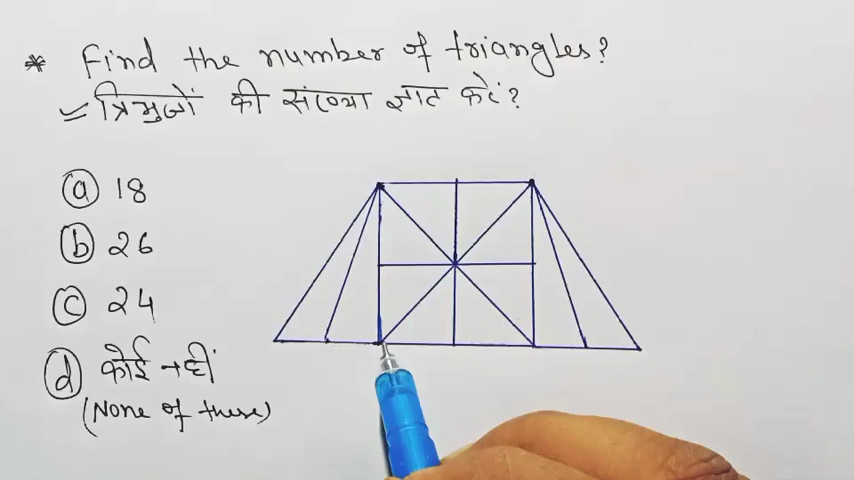 * Find the number of triangles?
त्रिभुजों की संख्या ज्ञात करें?
(a) 18
(b) 26
(c) 24
(d) कोई नहीं
(None of these)